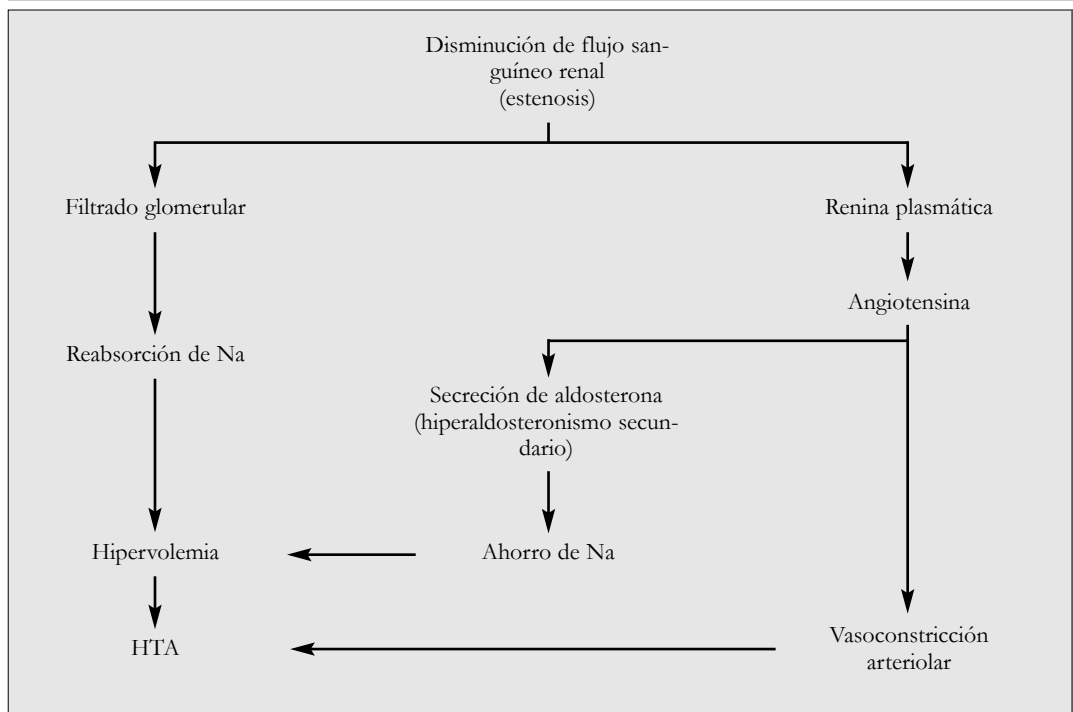 Disminución de flujo san-
guíneo renal
(estenosis)
Filtrado glomerular
Renina plasmática
Angiotensina
Reabsorción de Na
Secreción de aldosterona
(hiperaldosteronismo secun-
dario)
Hipervolemia
Ahorro de Na
HTA
Vasoconstricción
arteriolar